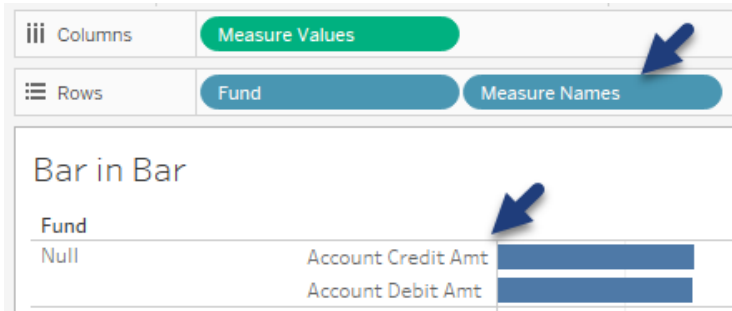 Columns Measure Values
Rows Fund Measure Names
Bar in Bar
Fund
Null Account Credit Amt
Account Debit Amt